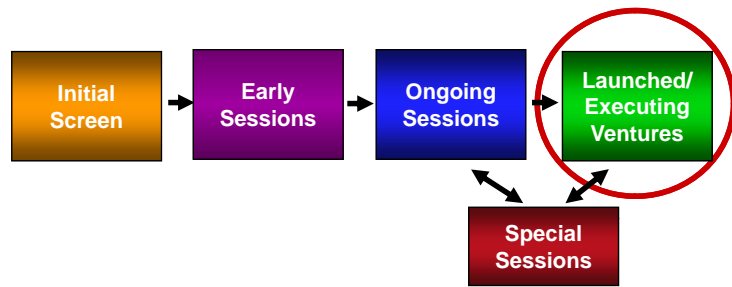 Initial
Screen
Early
Sessions
Ongoing
Sessions
Launched/
Executing
Ventures
Special
Sessions